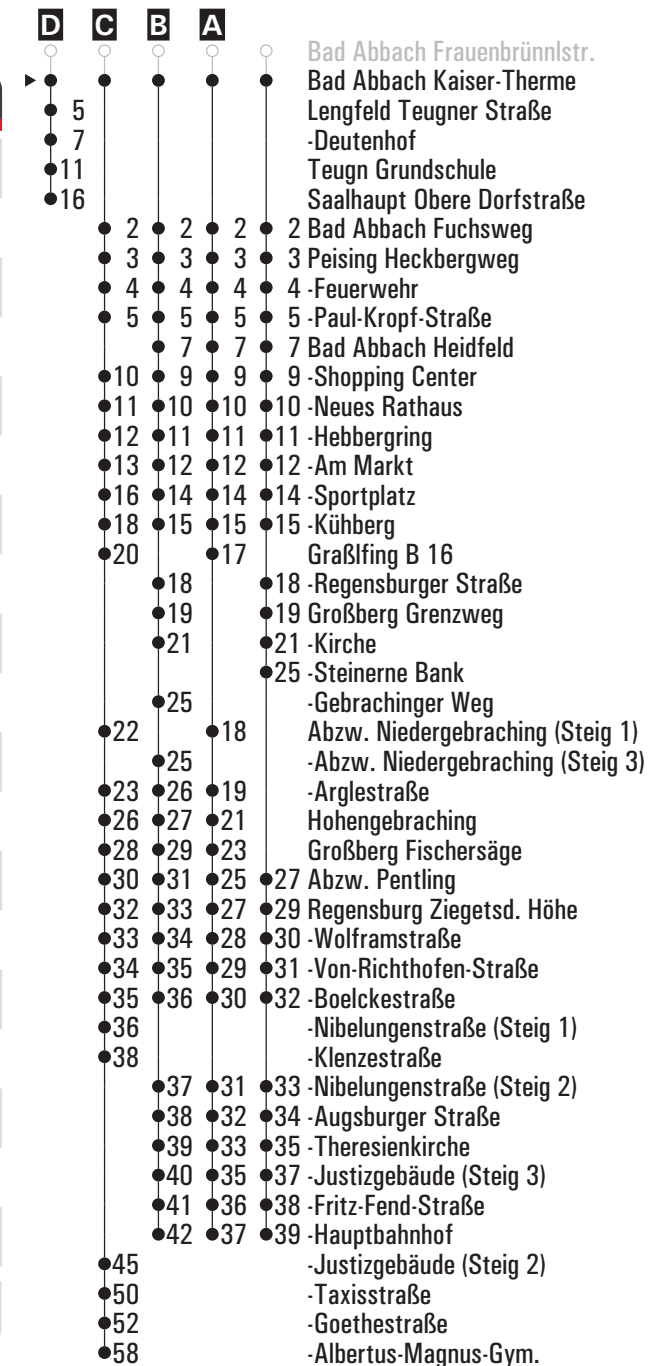 D C B A
Bad Abbach Frauenbrünnlstr.
Bad Abbach Kaiser-Therme
5 Lengfeld Teugner Straße
7 -Deutenhof
11 Teugn Grundschule
16 Saalhaupt Obere Dorfstraße
2 2 2 2 Bad Abbach Fuchsweg
3 3 3 3 Peising Heckbergweg
4 4 4 4 -Feuerwehr
5 5 5 5 -Paul-Kropf-Straße
7 7 7 Bad Abbach Heidfeld
10 9 9 9 -Shopping Center
11 10 10 10 -Neues Rathaus
12 11 11 11 -Hebbergring
13 12 12 12 -Am Markt
16 14 14 14 -Sportplatz
18 15 15 15 -Kühberg
20 17 Graßlfing B 16
18 18 -Regensburger Straße
19 19 Großberg Grenzweg
21 21 -Kirche
25 -Steinerne Bank
25 -Gebrachinger Weg
22 18 Abzw. Niedergebraching (Steig 1)
25 -Abzw. Niedergebraching (Steig 3)
23 26 19 -Arglestraße
26 27 21 Hohengebraching
28 29 23 Großberg Fischersäge
30 31 25 27 Abzw. Pentling
32 33 27 29 Regensburg Ziegetsd. Höhe
33 34 28 30 -Wolframstraße
34 35 29 31 -Von-Richthofen-Straße
35 36 30 32 -Boelckestraße
36 -Nibelungenstraße (Steig 1)
38 -Klenzestraße
37 31 33 -Nibelungenstraße (Steig 2)
38 32 34 -Augsburger Straße
39 33 35 -Theresienkirche
40 35 37 -Justizgebäude (Steig 3)
41 36 38 -Fritz-Fend-Straße
42 37 39 -Hauptbahnhof
45 -Justizgebäude (Steig 2)
50 -Taxisstraße
52 -Goethestraße
58 -Albertus-Magnus-Gym.